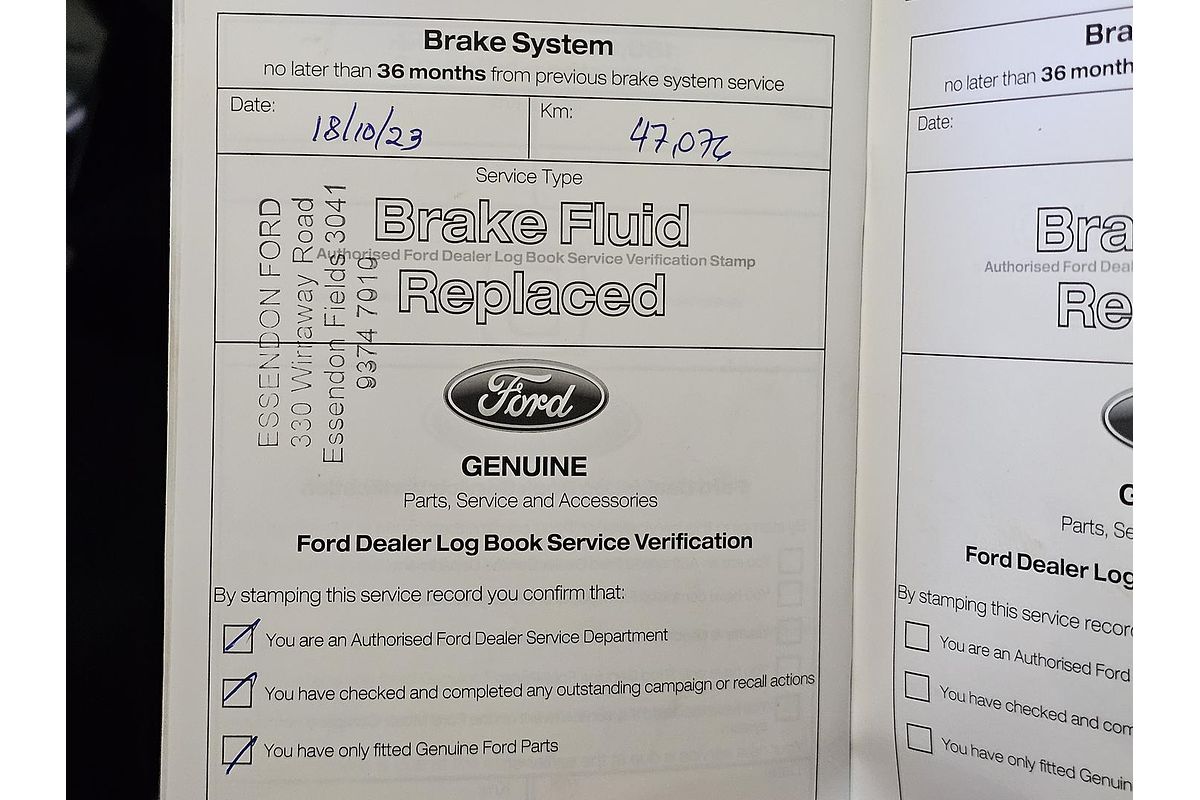 Brake System
no later than 36 months from previous brake system service
Date:
18/10/23
Km:
47,076
Service Type
Brake Fluid
Authorised Ford Dealer Log Book Service Verification Stamp
Replaced
ESSENDON FORD
330 Wirraway Road
Essendon Fields 3041
9374 7010
Ford
GENUINE
Parts, Service and Accessories
Ford Dealer Log Book Service Verification
By stamping this service record you confirm that:
You are an Authorised Ford Dealer Service Department
You have checked and completed any outstanding campaign or recall actions
You have only fitted Genuine Ford Parts
Bra
no later than 36 month
Date:
Bra
Authorised Ford Deal
Re
G
Parts, Se
Ford Dealer Log
By stamping this service recor
You are an Authorised Ford
You have checked and com
You have only fitted Genuin